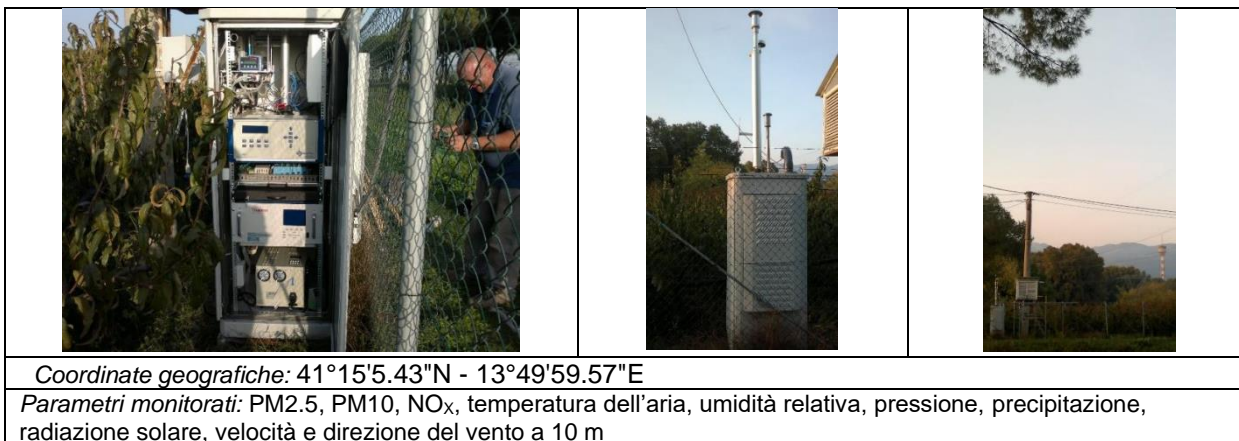 Coordinate geografiche: 41°15'5.43"N - 13°49'59.57"E
Parametri monitorati: PM2.5, PM10, NOX, temperatura dell’aria, umidità relativa, pressione, precipitazione,
radiazione solare, velocità e direzione del vento a 10 m